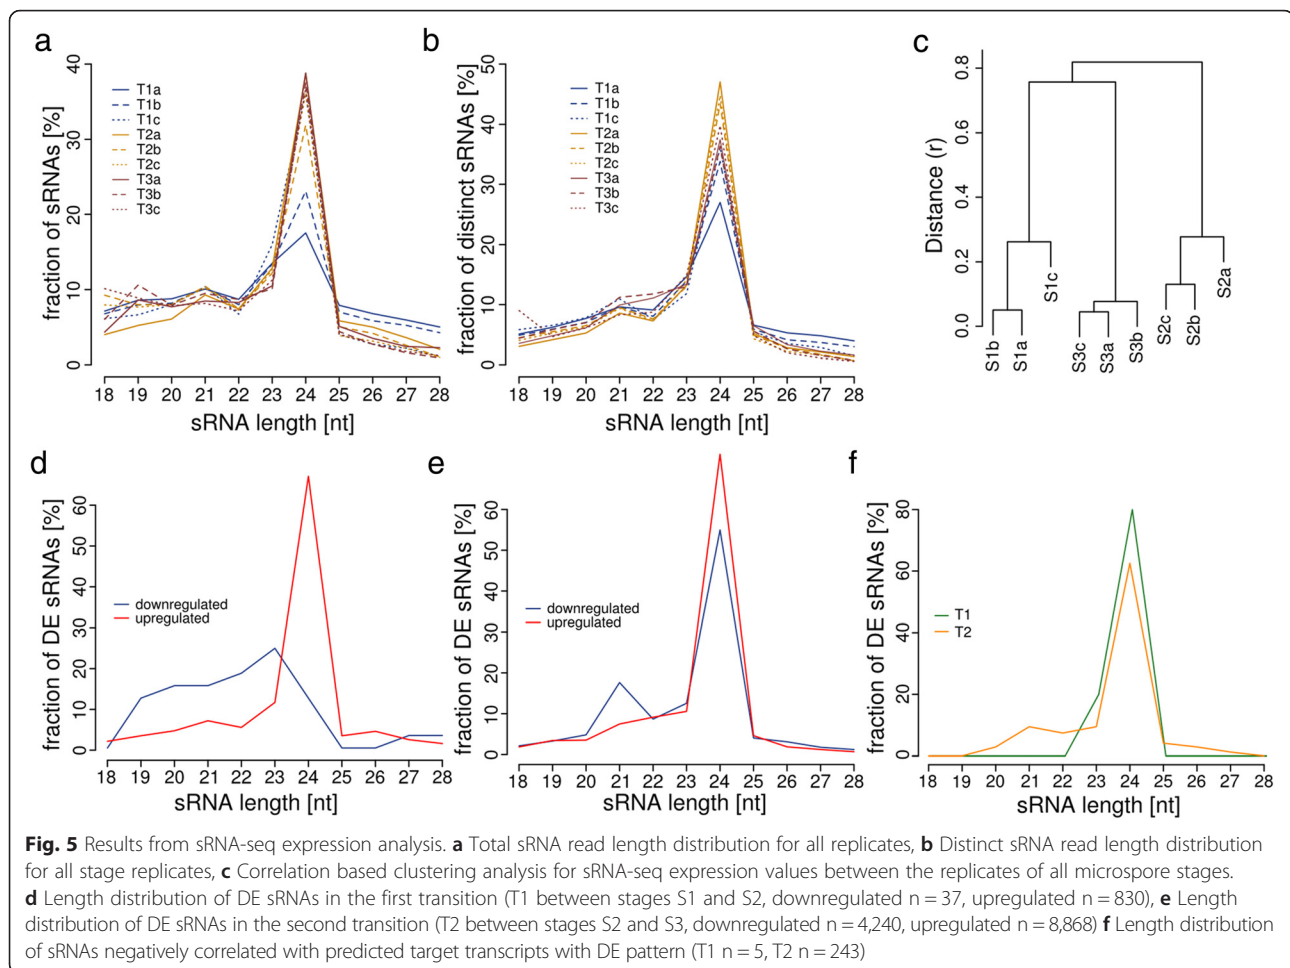 a
fraction of sRNAs [%]
40
30
20
10
0
T1a
T1b
T1c
T2a
T2b
T2c
T3a
T3b
T3c
18 19 20 21 22 23 24 25 26 27 28
sRNA length [nt]
b
fraction of distinct sRNAs [%]
50
40
30
20
10
0
T1a
T1b
T1c
T2a
T2b
T2c
T3a
T3b
T3c
18 19 20 21 22 23 24 25 26 27 28
sRNA length [nt]
c
Distance (r)
0.8
0.6
0.4
0.2
0.0
S1b
S1a
S1c
S3c
S3a
S3b
S2c
S2b
S2a
d
fraction of DE sRNAs [%]
60
50
40
30
20
10
0
downregulated
upregulated
18 19 20 21 22 23 24 25 26 27 28
sRNA length [nt]
e
fraction of DE sRNAs [%]
60
50
40
30
20
10
0
downregulated
upregulated
18 19 20 21 22 23 24 25 26 27 28
sRNA length [nt]
f
fraction of DE sRNAs [%]
80
60
40
20
0
T1
T2
18 19 20 21 22 23 24 25 26 27 28
sRNA length [nt]
Fig. 5 Results from sRNA-seq expression analysis. a Total sRNA read length distribution for all replicates, b Distinct sRNA read length distribution
for all stage replicates, c Correlation based clustering analysis for sRNA-seq expression values between the replicates of all microspore stages.
d Length distribution of DE sRNAs in the first transition (T1 between stages S1 and S2, downregulated n = 37, upregulated n = 830), e Length
distribution of DE sRNAs in the second transition (T2 between stages S2 and S3, downregulated n = 4,240, upregulated n = 8,868) f Length distribution
of sRNAs negatively correlated with predicted target transcripts with DE pattern (T1 n = 5, T2 n = 243)